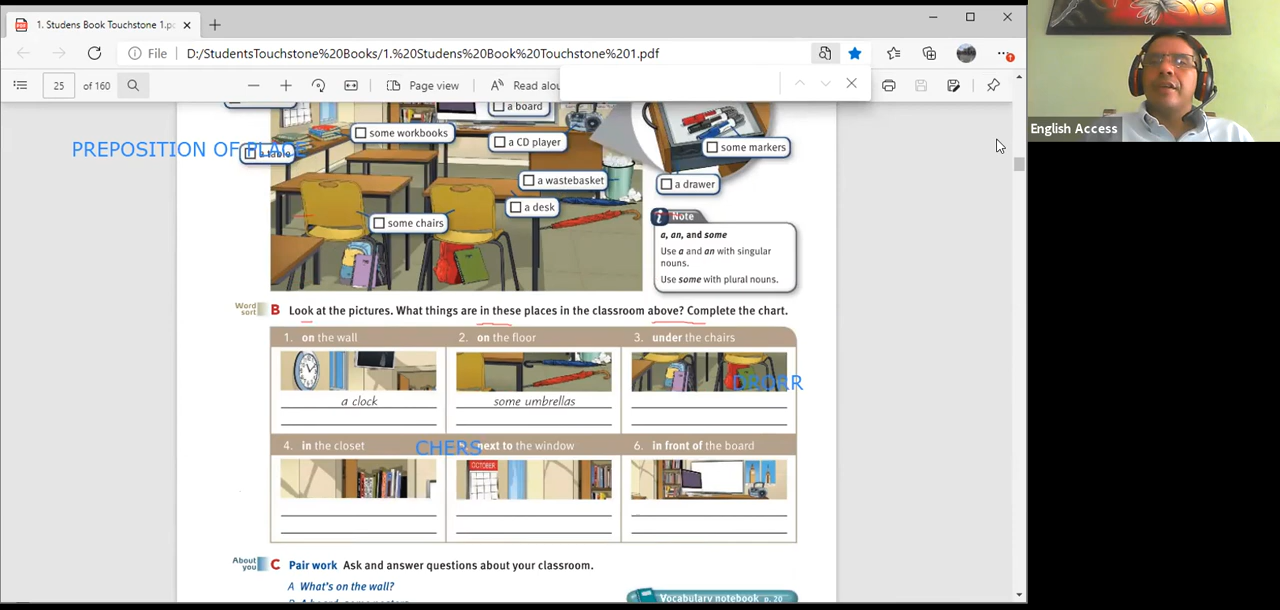 1. Studens Book Touchstone 1.pc
File
D:/StudentsTouchstone%20Books/1.%20Studens%20Book%20Touchstone%201.pdf
25 of 160
Page view
Read alou
English Access
a board
some workbooks
a CD player
some markers
PREPOSITION OF PLACE
a table
a wastebasket
a drawer
a desk
some chairs
i Note
a, an, and some
Use a and an with singular
nouns.
Use some with plural nouns.
Word
sort
B Look at the pictures. What things are in these places in the classroom above? Complete the chart.
1. on the wall
2. on the floor
3. under the chairs
DRORR
a clock
some umbrellas
4. in the closet
CHERS
next to the window
6. in front of the board
OCTOBER
About
you
C Pair work Ask and answer questions about your classroom.
A What's on the wall?
Vocabulary notebook p. 20